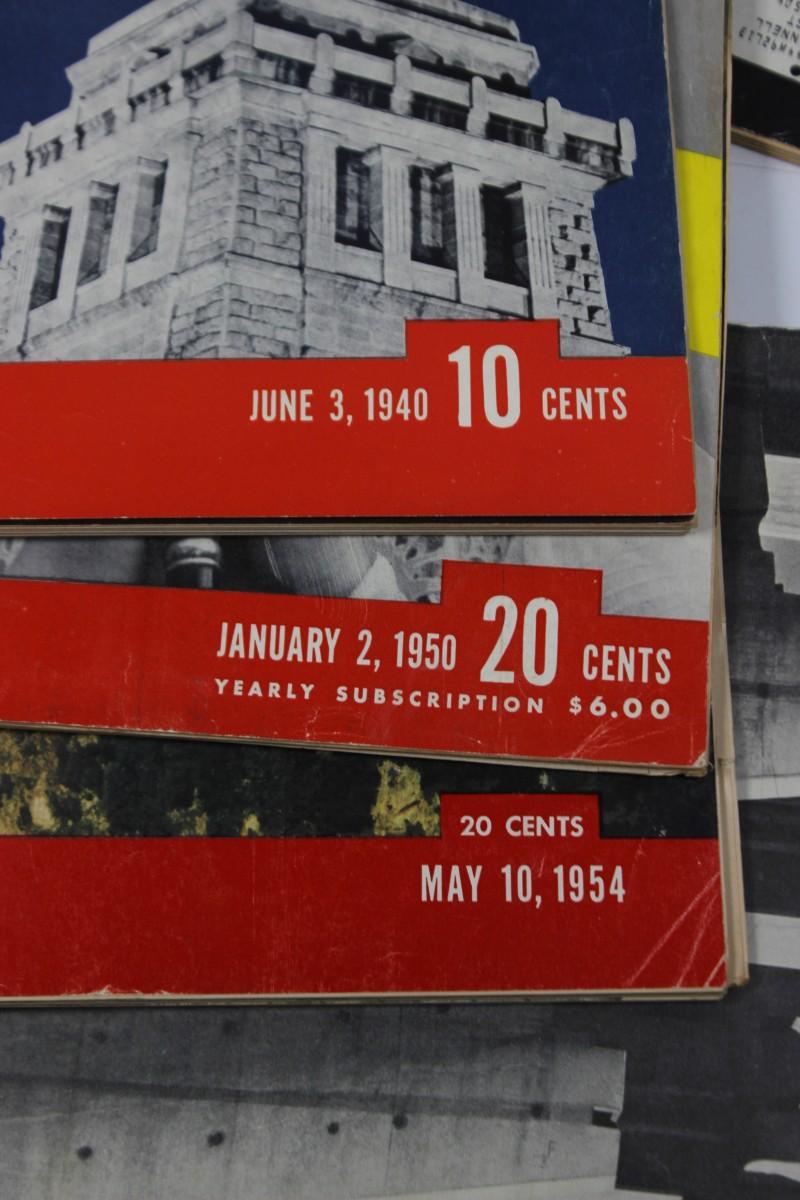 JUNE 3, 1940 10 CENTS
JANUARY 2, 1950 20 CENTS
YEARLY SUBSCRIPTION $6.00
20 CENTS
MAY 10, 1954